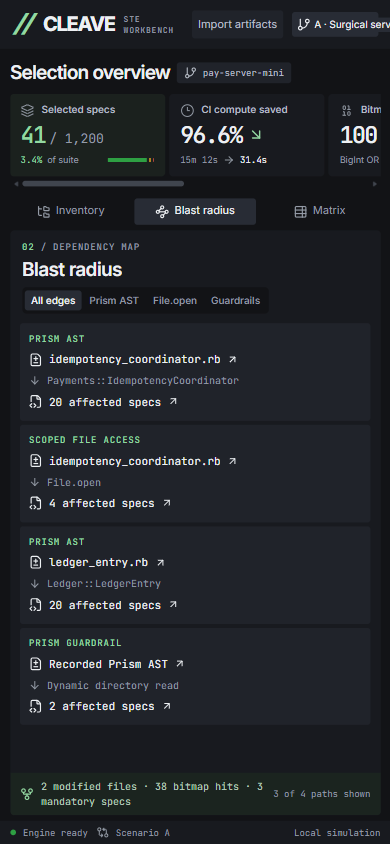 CLEAVE STE WORKBENCH Import artifacts A · Surgical serv
Selection overview pay-server-mini
Selected specs CI compute saved Bitm
41 / 1,200 96.6% 100
3.4% of suite 15m 12s → 31.4s BigInt OR
Inventory Blast radius Matrix
02 / DEPENDENCY MAP
Blast radius
All edges Prism AST File.open Guardrails
PRISM AST
idempotency_coordinator.rb ↗
↓ Payments::IdempotencyCoordinator
20 affected specs ↗
SCOPED FILE ACCESS
idempotency_coordinator.rb ↗
↓ File.open
4 affected specs ↗
PRISM AST
ledger_entry.rb ↗
↓ Ledger::LedgerEntry
20 affected specs ↗
PRISM GUARDRAIL
Recorded Prism AST ↗
↓ Dynamic directory read
2 affected specs ↗
2 modified files · 38 bitmap hits · 3
mandatory specs
3 of 4 paths shown
Engine ready Scenario A Local simulation